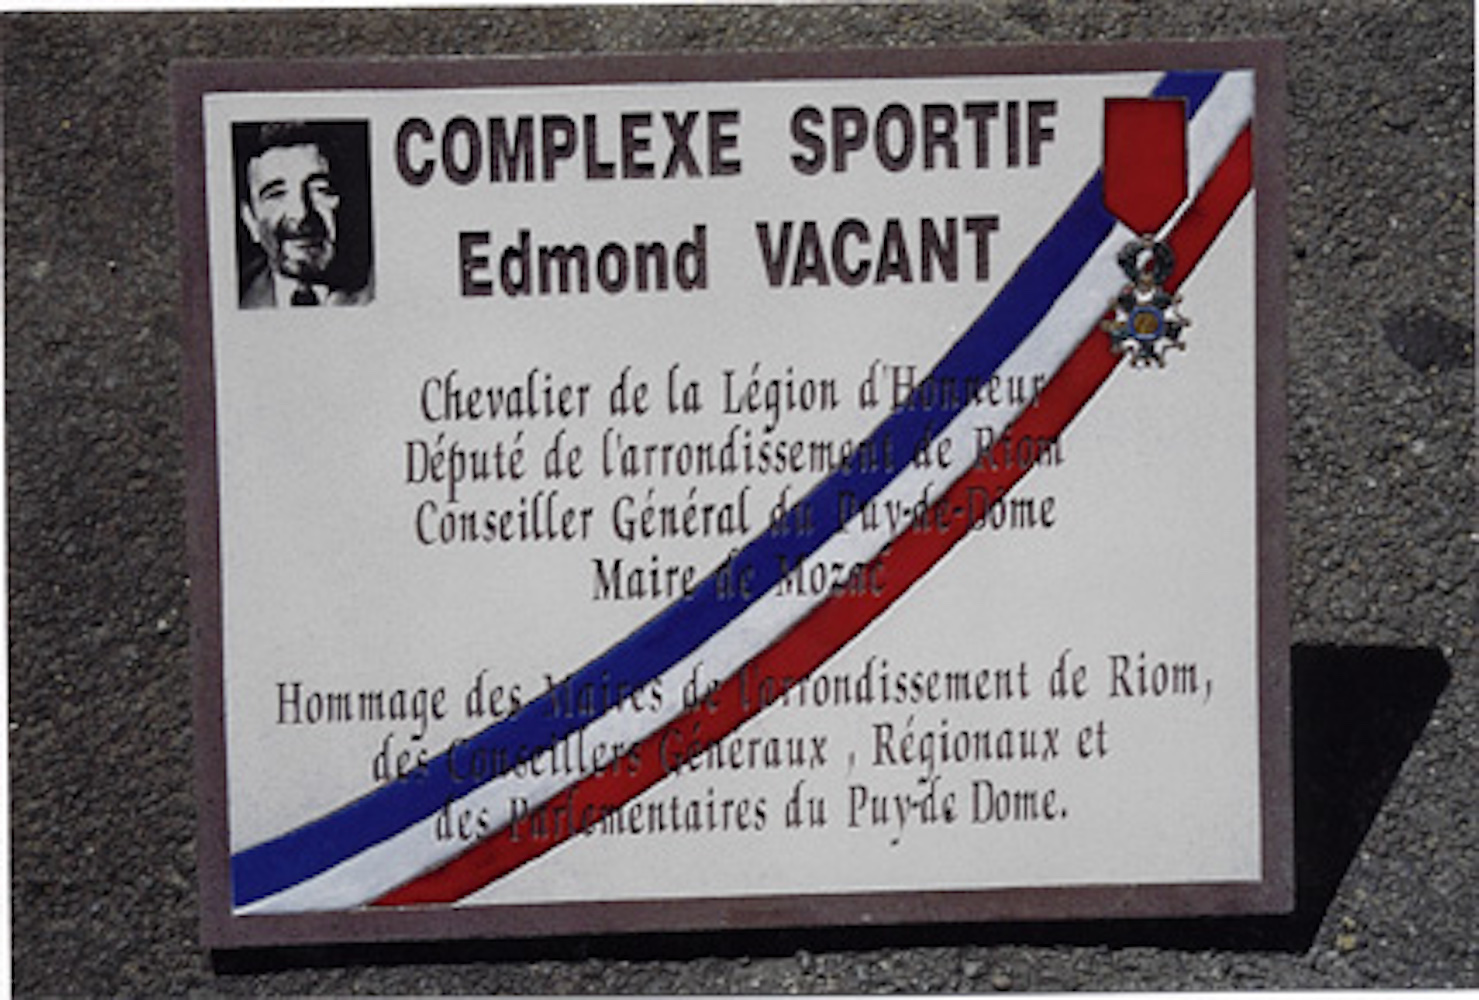 COMPLEXE SPORTIF
Edmond VACANT
Chevalier de la Légion d'Honneur
Député de l'arrondissement de Riom
Conseiller Général du Puy-de-Dôme
Maire de Mozac
Hommage des Maires de l'arrondissement de Riom,
des Conseillers Généraux , Régionaux et
des Parlementaires du Puy-de Dome.